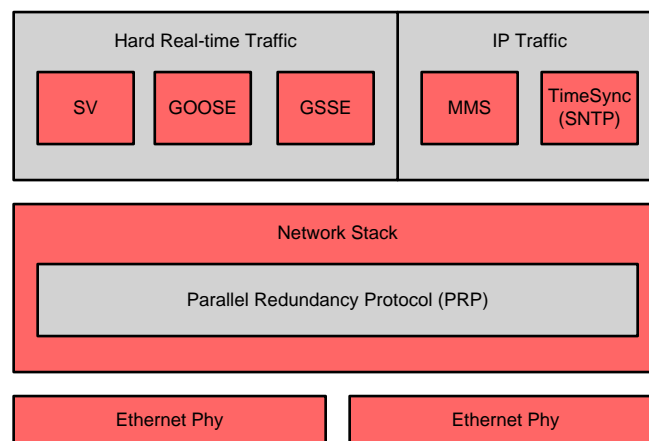 Hard Real-time Traffic
IP Traffic
SV
GOOSE
GSSE
MMS
TimeSync
(SNTP)
Network Stack
Parallel Redundancy Protocol (PRP)
Ethernet Phy
Ethernet Phy